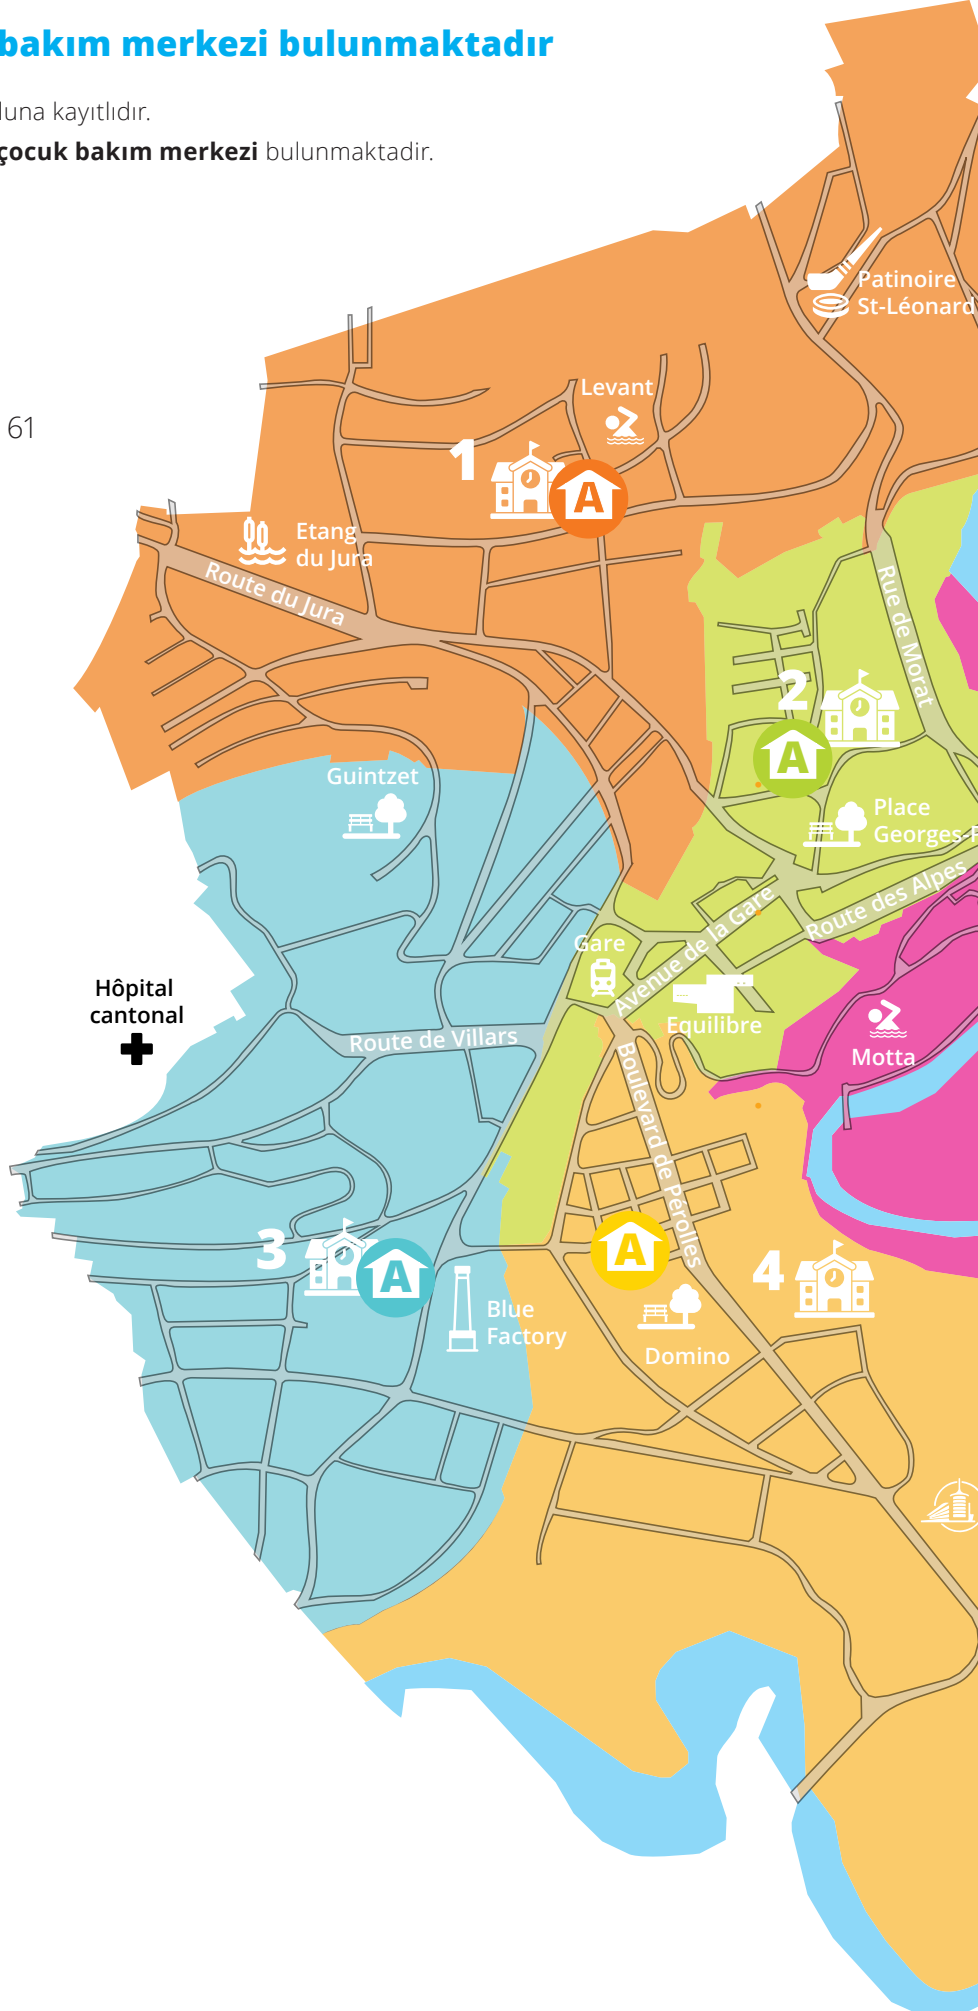 bakım merkezi bulunmaktadır
luna kayıtlıdır.
çocuk bakım merkezi bulunmaktadir.
Patinoire
St-Léonard
Levant
61
1
A
Etang
du Jura
Route du Jura
Rue de Morat
2
A
Guintzet
Place
Georges-
Route des Alpes
Avenue de la Gare
Gare
Hôpital
cantonal
Equilibre
Route de Villars
Motta
Boulevard de Pérolles
3
A
A
4
Blue
Factory
Domino